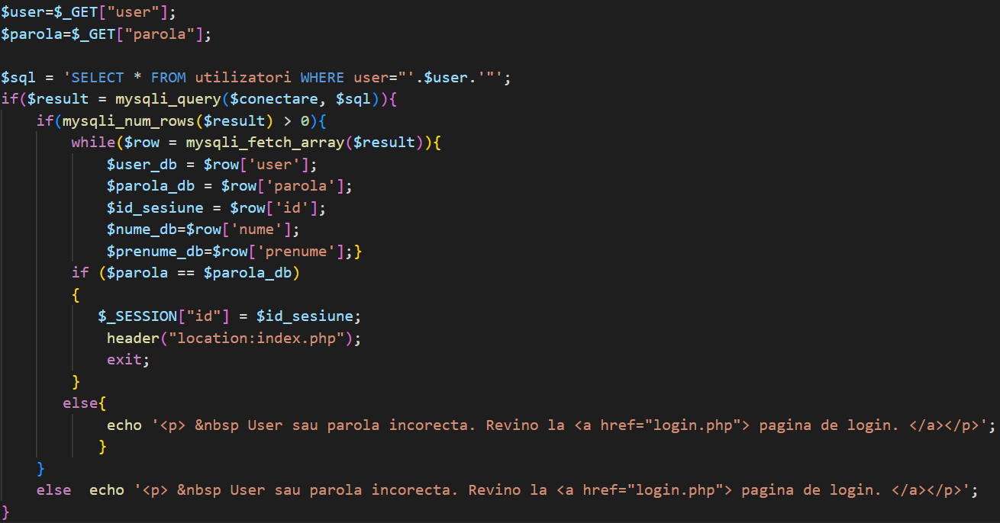 $user=$_GET["user"];
$parola=$_GET["parola"];

$sql = 'SELECT * FROM utilizatori WHERE user="'.$user.'"';
if($result = mysqli_query($conectare, $sql)){
    if(mysqli_num_rows($result) > 0){
        while($row = mysqli_fetch_array($result)){
            $user_db = $row['user'];
            $parola_db = $row['parola'];
            $id_sesiune = $row['id'];
            $nume_db=$row['nume'];
            $prenume_db=$row['prenume'];}
        if ($parola == $parola_db)
        {
           $_SESSION["id"] = $id_sesiune;
            header("location:index.php");
            exit;
        }
       else{
            echo '<p> &nbsp User sau parola incorecta. Revino la <a href="login.php"> pagina de login. </a></p>';
           }
    }
    else  echo '<p> &nbsp User sau parola incorecta. Revino la <a href="login.php"> pagina de login. </a></p>';
}